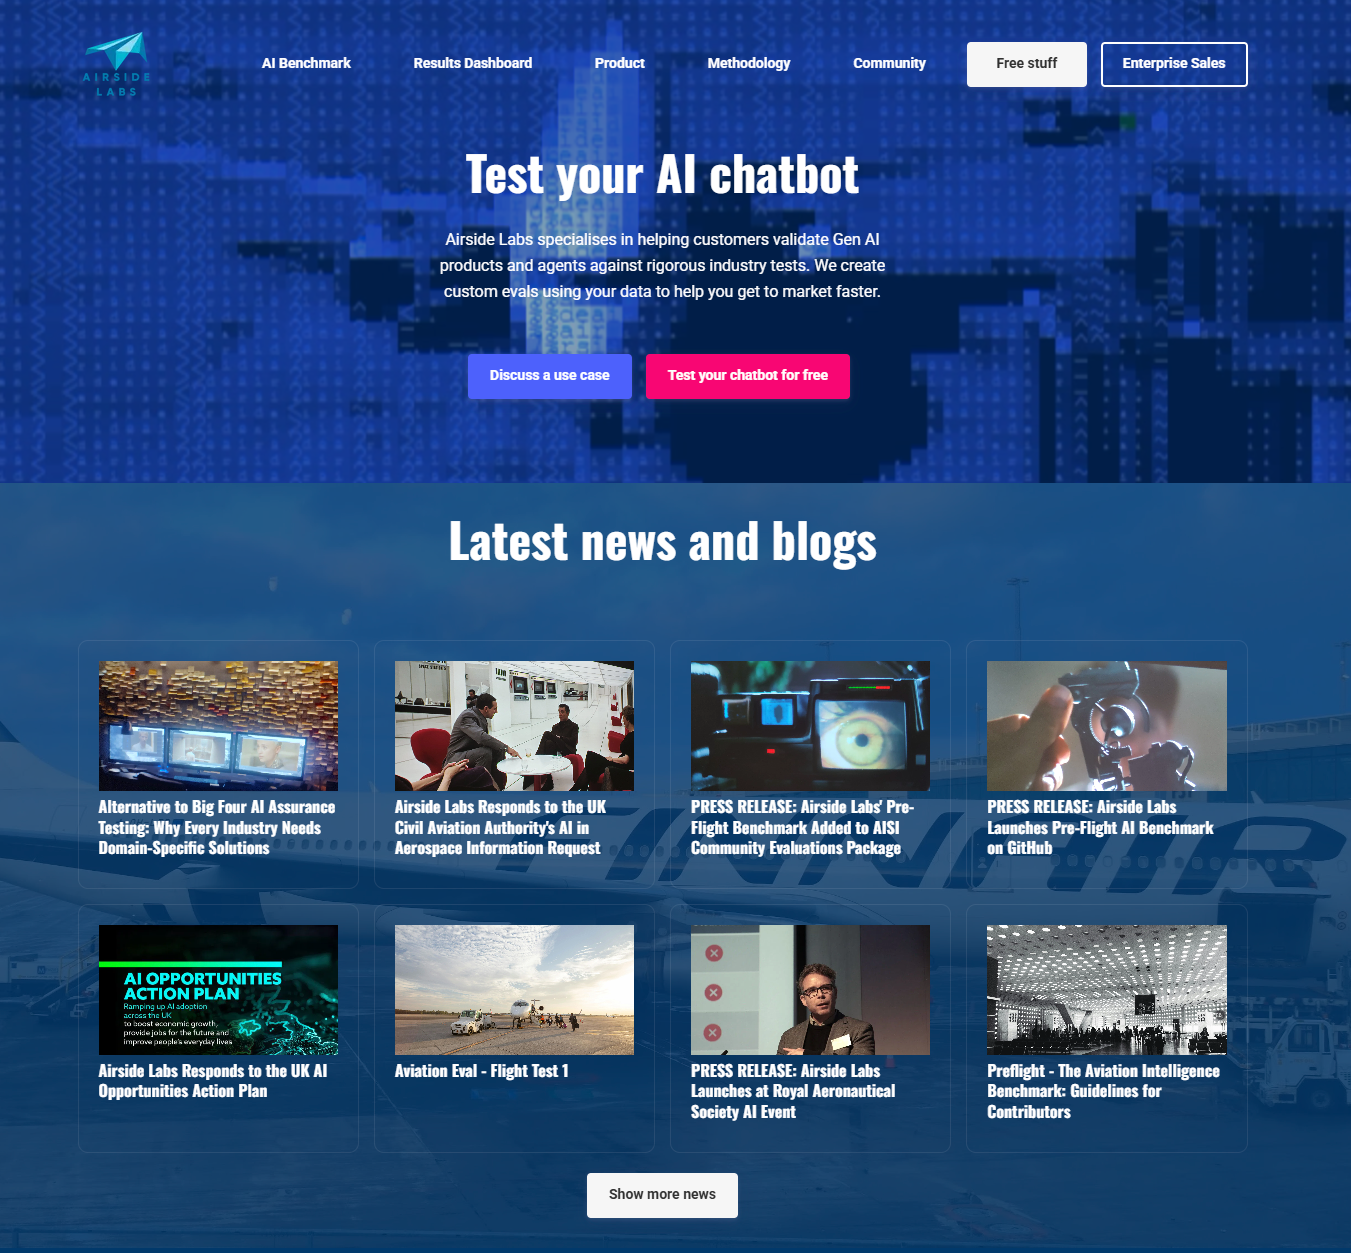 AIRSIDE
LABS
AI Benchmark
Results Dashboard
Product
Methodology
Community
Free stuff
Enterprise Sales
Test your AI chatbot
Airside Labs specialises in helping customers validate Gen AI
products and agents against rigorous industry tests. We create
custom evals using your data to help you get to market faster.
Discuss a use case
Test your chatbot for free
Latest news and blogs
Alternative to Big Four AI Assurance
Testing: Why Every Industry Needs
Domain-Specific Solutions
Airside Labs Responds to the UK
Civil Aviation Authority's AI in
Aerospace Information Request
PRESS RELEASE: Airside Labs' Pre-
Flight Benchmark Added to AISI
Community Evaluations Package
PRESS RELEASE: Airside Labs
Launches Pre-Flight AI Benchmark
on GitHub
AI OPPORTUNITIES
ACTION PLAN
Ramping up AI adoption
across the UK
to boost economic growth,
provide jobs for the future and
improve people's everyday lives
Airside Labs Responds to the UK AI
Opportunities Action Plan
Aviation Eval - Flight Test 1
PRESS RELEASE: Airside Labs
Launches at Royal Aeronautical
Society AI Event
Preflight - The Aviation Intelligence
Benchmark: Guidelines for
Contributors
Show more news